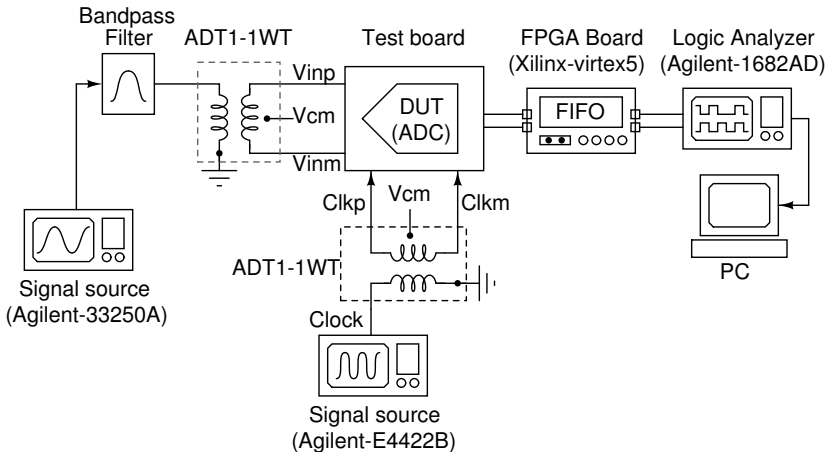 Bandpass
Filter
ADT1-1WT
Test board
FPGA Board
(Xilinx-virtex5)
Logic Analyzer
(Agilent-1682AD)
Vinp
Vcm
Vinm
DUT
(ADC)
FIFO
Clkp
Vcm
Clkm
ADT1-1WT
PC
Signal source
(Agilent-33250A)
Clock
Signal source
(Agilent-E4422B)